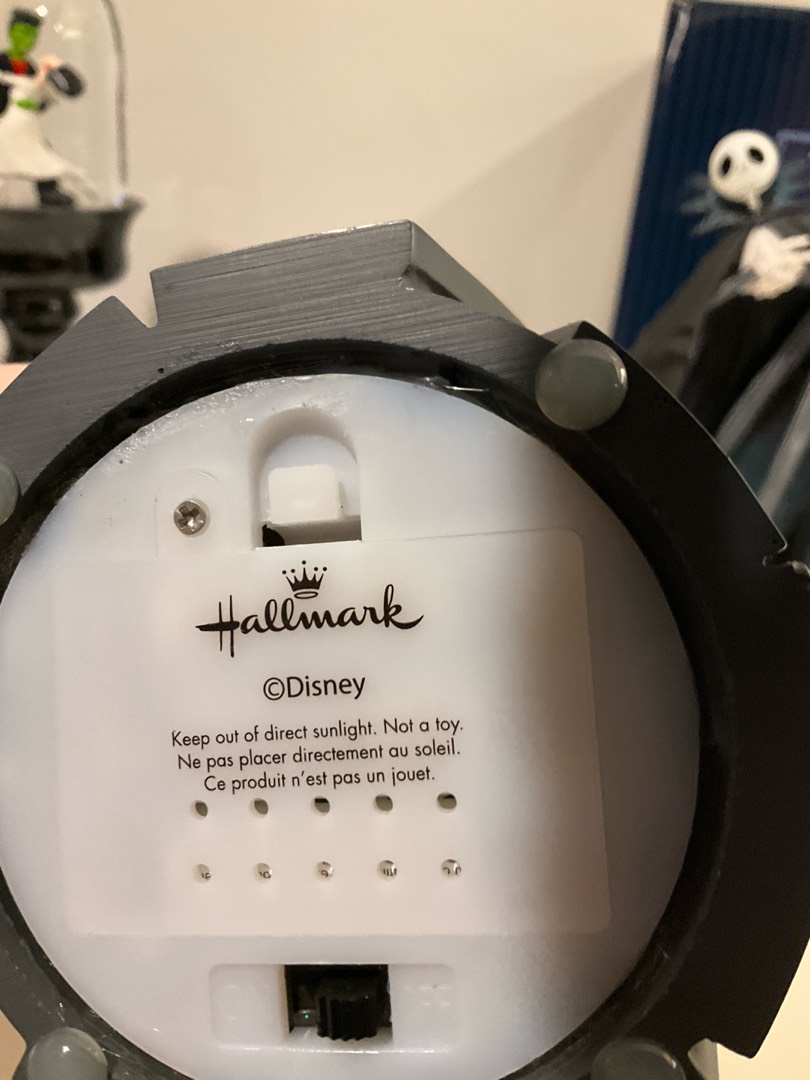 Hallmark
©Disney
Keep out of direct sunlight. Not a toy.
Ne pas placer directement au soleil.
Ce produit n'est pas un jouet.